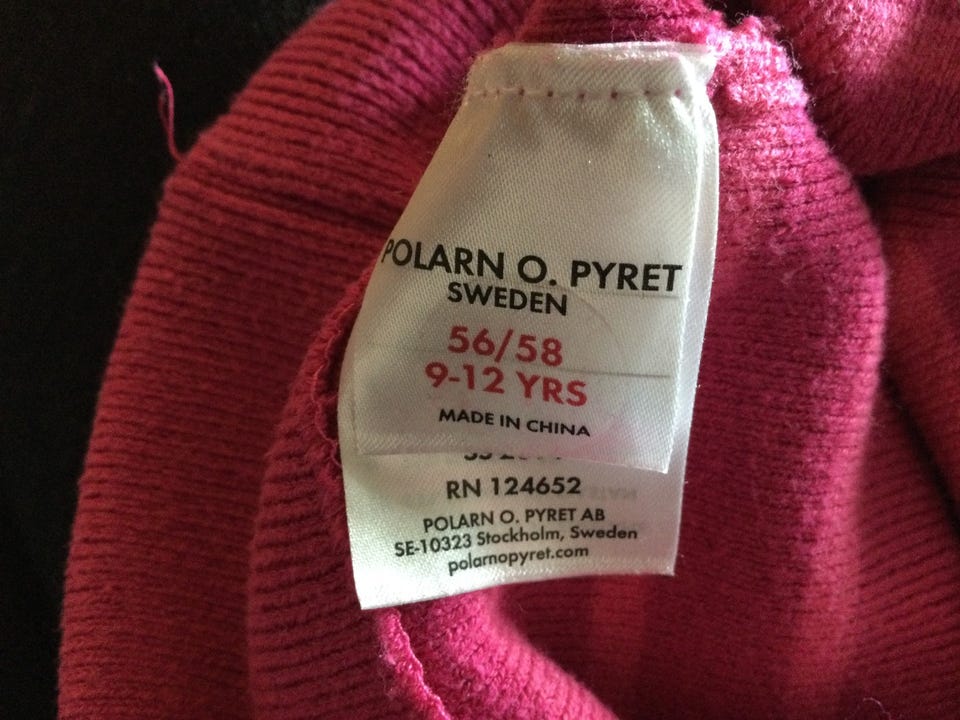 POLARN O. PYRET
SWEDEN
56/58
9-12 YRS
MADE IN CHINA
RN 124652
POLARN O. PYRET AB
SE-10323 Stockholm, Sweden
polarnopyret.com